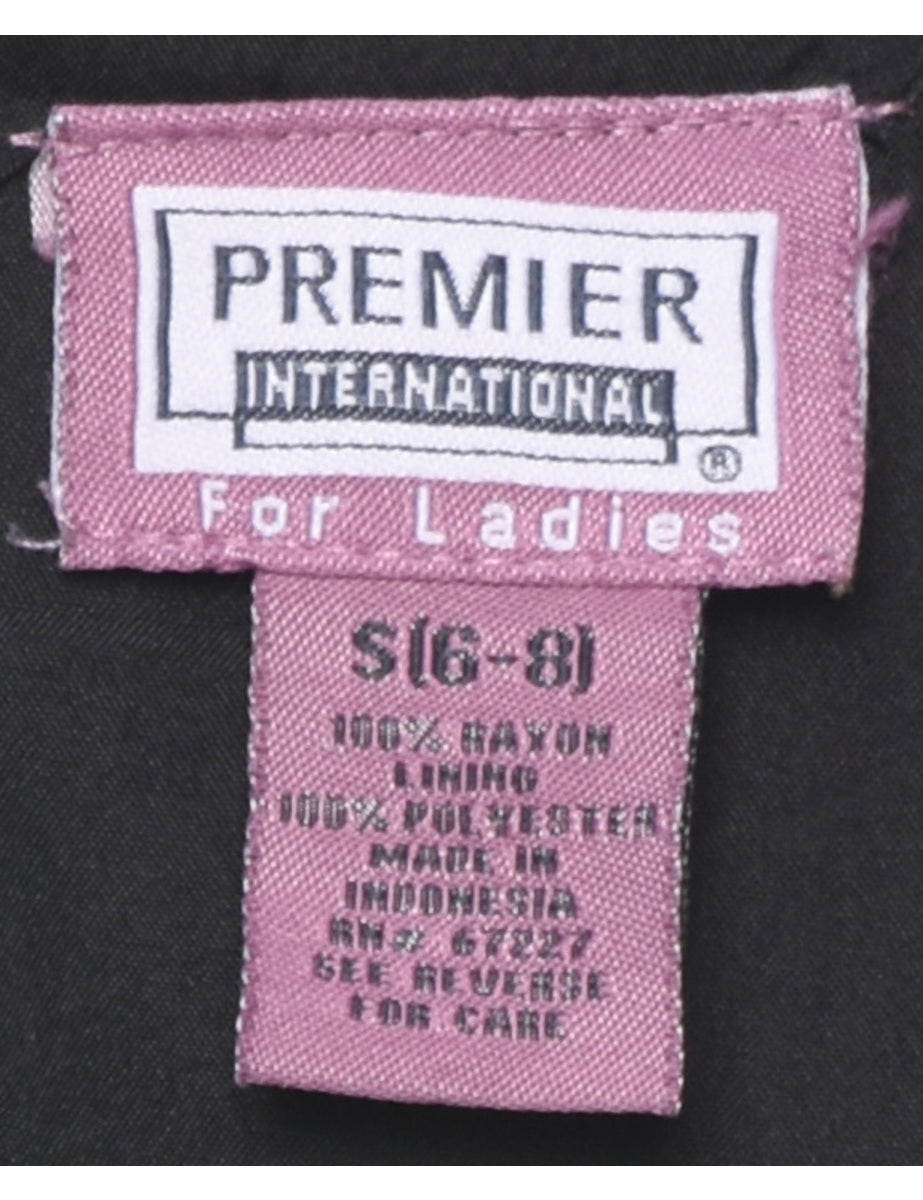 PREMIER
INTERNATIONAL
®
For Ladies
S(6-8)
100% RAYON
LINING
100% POLYESTER
MADE IN
INDONESIA
RN# 67227
SEE REVERSE
FOR CARE